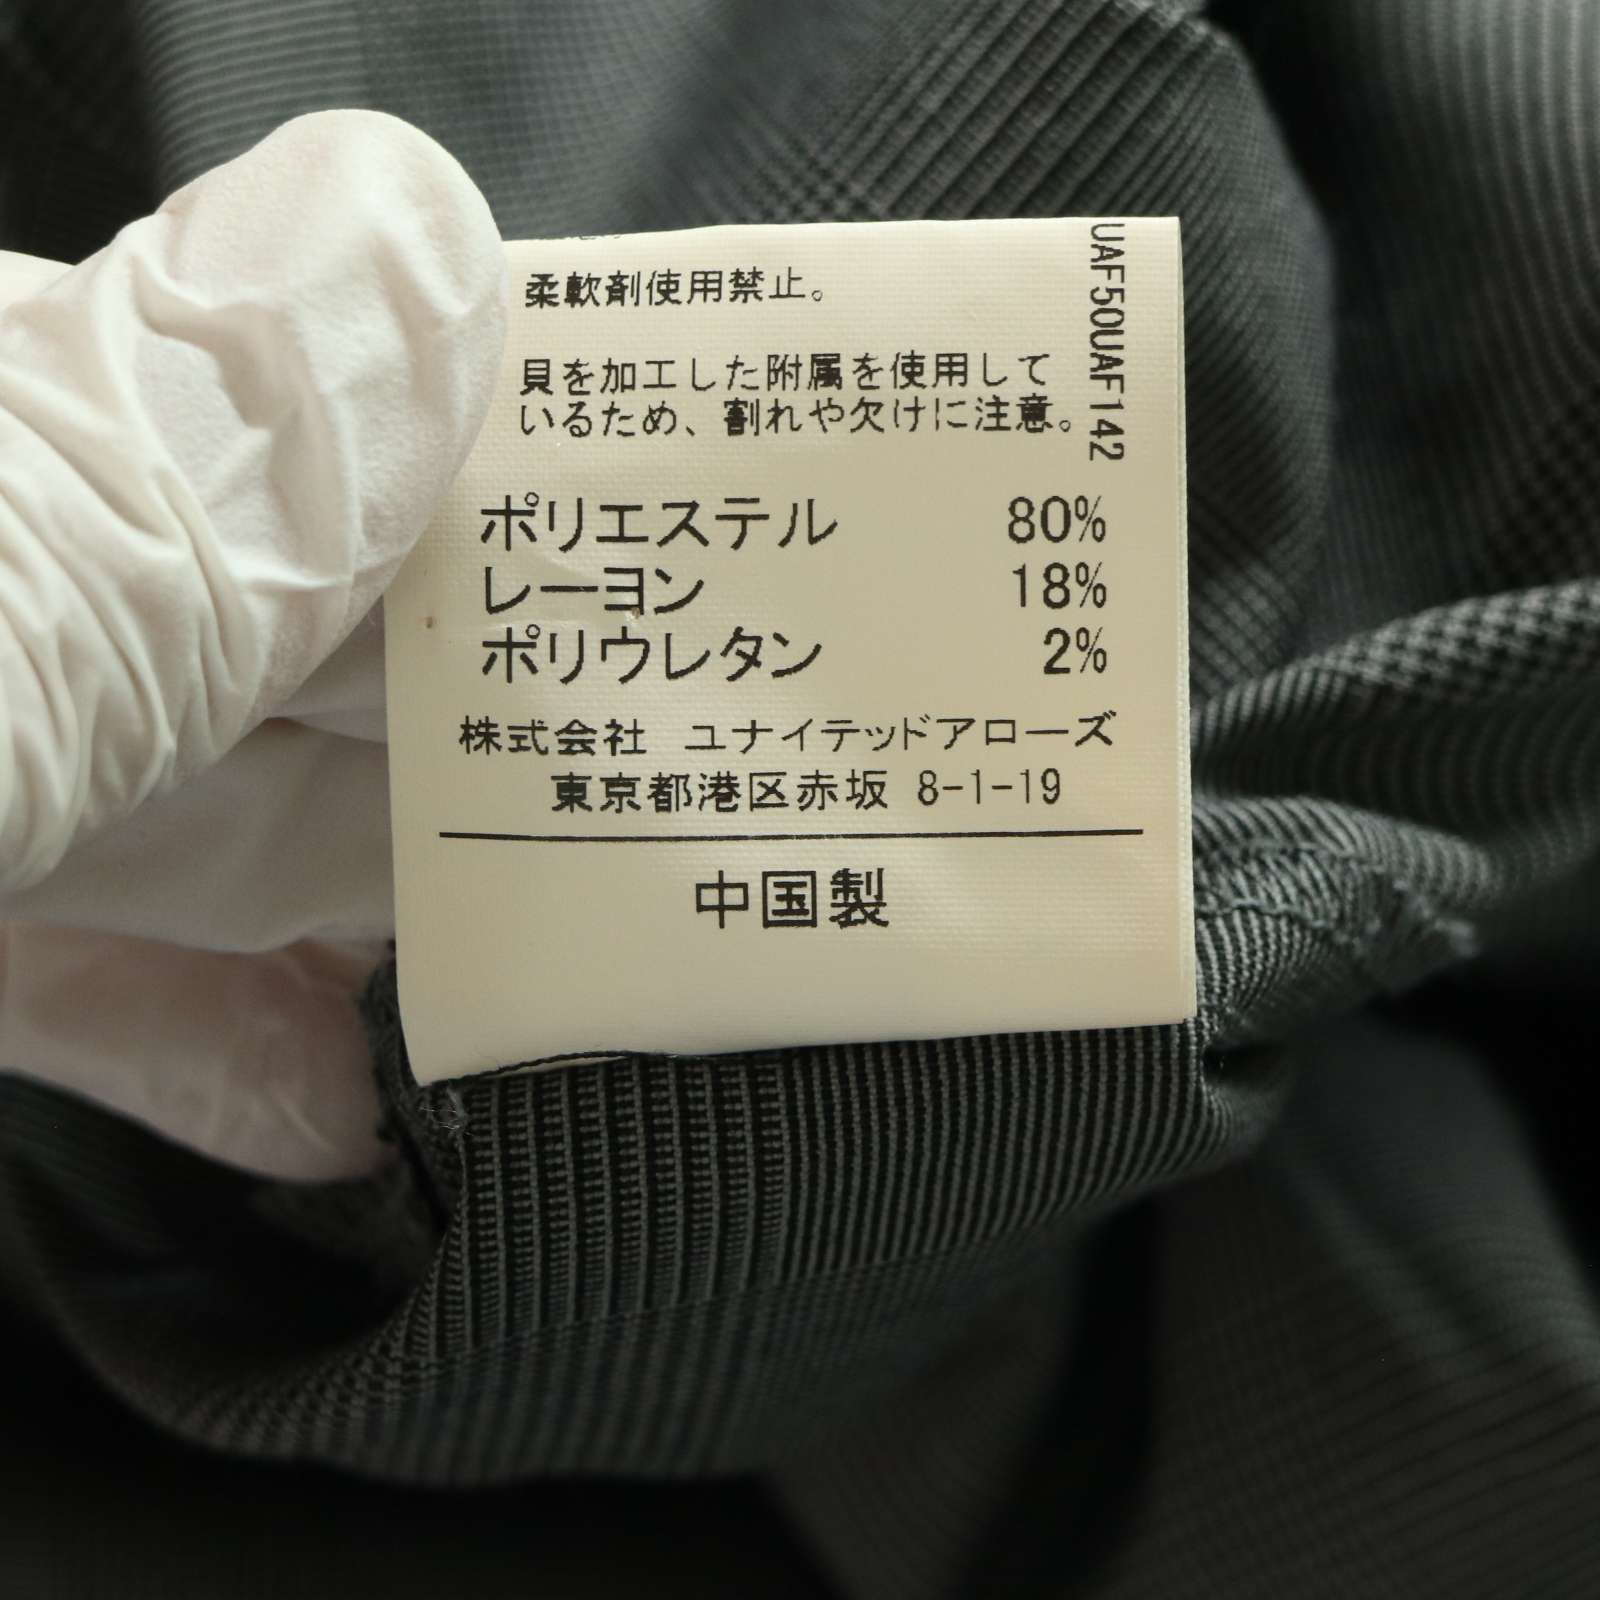 柔軟剤使用禁止。
貝を加工した附属を使用して
いるため、割れや欠けに注意。
UAF50UAF142
ポリエステル 80%
レーヨン 18%
ポリウレタン 2%
株式会社 ユナイテッドアローズ
東京都港区赤坂 8-1-19
中国製